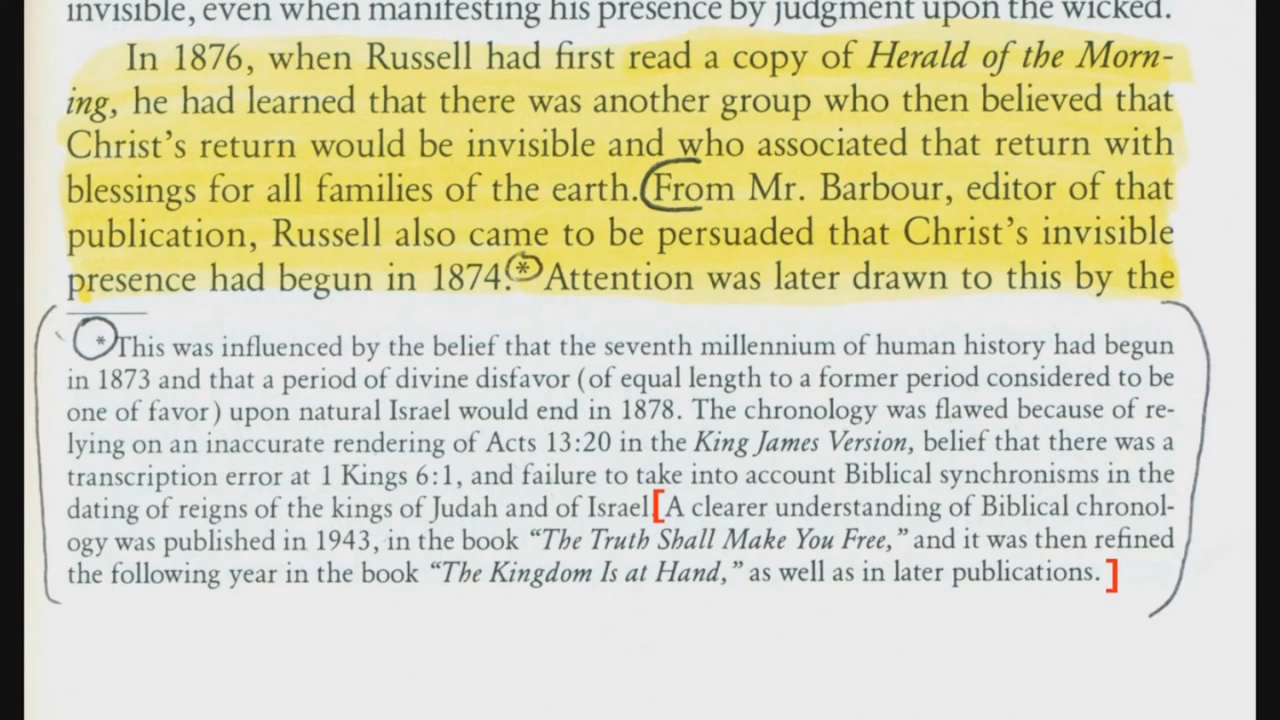 invisible, even when manifesting his presence by judgment upon the wicked.
In 1876, when Russell had first read a copy of Herald of the Morn-
ing, he had learned that there was another group who then believed that
Christ's return would be invisible and who associated that return with
blessings for all families of the earth. From Mr. Barbour, editor of that
publication, Russell also came to be persuaded that Christ's invisible
presence had begun in 1874.* Attention was later drawn to this by the
*This was influenced by the belief that the seventh millennium of human history had begun
in 1873 and that a period of divine disfavor (of equal length to a former period considered to be
one of favor) upon natural Israel would end in 1878. The chronology was flawed because of re-
lying on an inaccurate rendering of Acts 13:20 in the King James Version, belief that there was a
transcription error at 1 Kings 6:1, and failure to take into account Biblical synchronisms in the
dating of reigns of the kings of Judah and of Israel.[A clearer understanding of Biblical chronol-
ogy was published in 1943, in the book “The Truth Shall Make You Free,” and it was then refined
the following year in the book “The Kingdom Is at Hand,” as well as in later publications.]